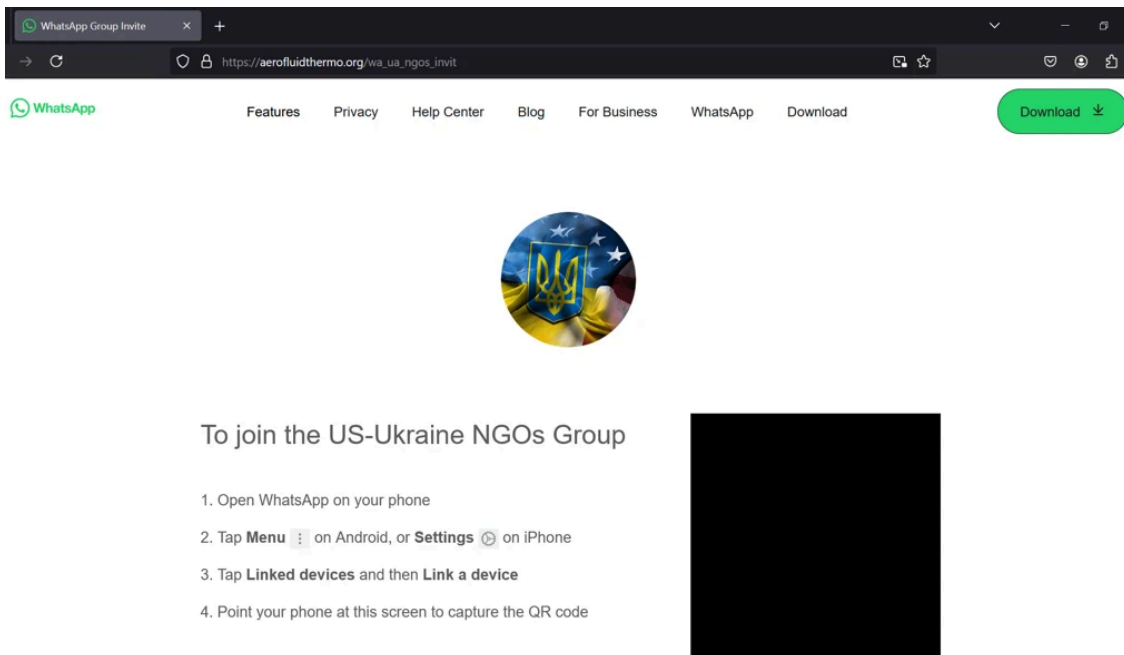 WhatsApp Group Invite
https://aerofluidthermo.org/wa_ua_ngos_invit
WhatsApp
Features Privacy Help Center Blog For Business WhatsApp Download
Download
To join the US-Ukraine NGOs Group
1. Open WhatsApp on your phone
2. Tap Menu on Android, or Settings on iPhone
3. Tap Linked devices and then Link a device
4. Point your phone at this screen to capture the QR code